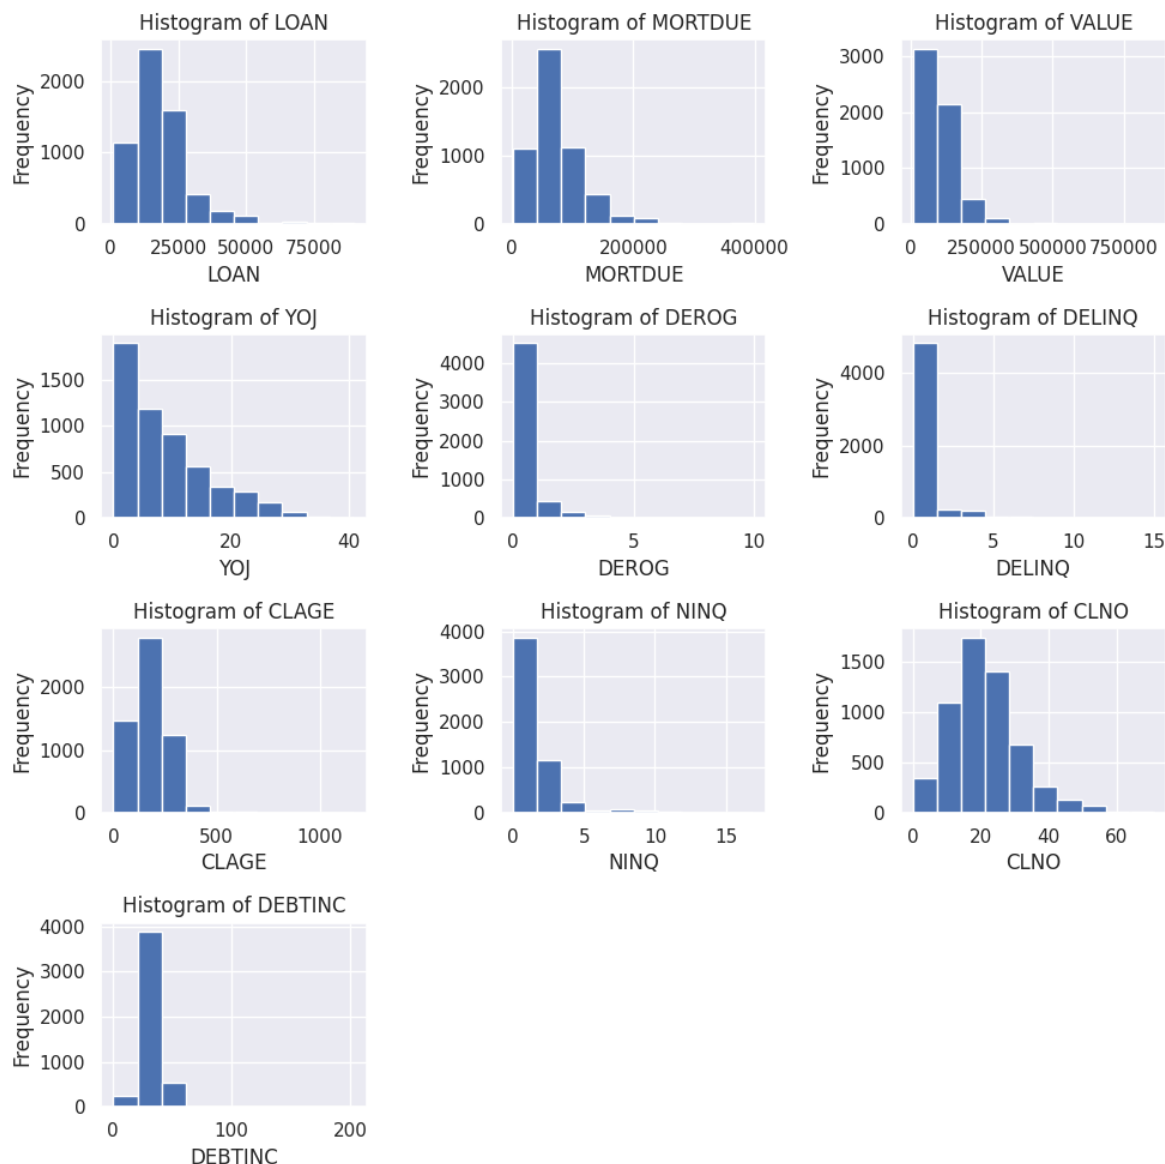 Histogram of LOAN
Frequency
2000
1000
0
0 25000 50000 75000
LOAN
Histogram of MORTDUE
Frequency
2000
1000
0
0 200000 400000
MORTDUE
Histogram of VALUE
Frequency
3000
2000
1000
0
0 250000 500000 750000
VALUE
Histogram of YOJ
Frequency
1500
1000
500
0
0 20 40
YOJ
Histogram of DEROG
Frequency
4000
3000
2000
1000
0
0 5 10
DEROG
Histogram of DELINQ
Frequency
4000
2000
0
0 5 10 15
DELINQ
Histogram of CLAGE
Frequency
2000
1000
0
0 500 1000
CLAGE
Histogram of NINQ
Frequency
4000
3000
2000
1000
0
0 5 10 15
NINQ
Histogram of CLNO
Frequency
1500
1000
500
0
0 20 40 60
CLNO
Histogram of DEBTINC
Frequency
4000
3000
2000
1000
0
0 100 200
DEBTINC